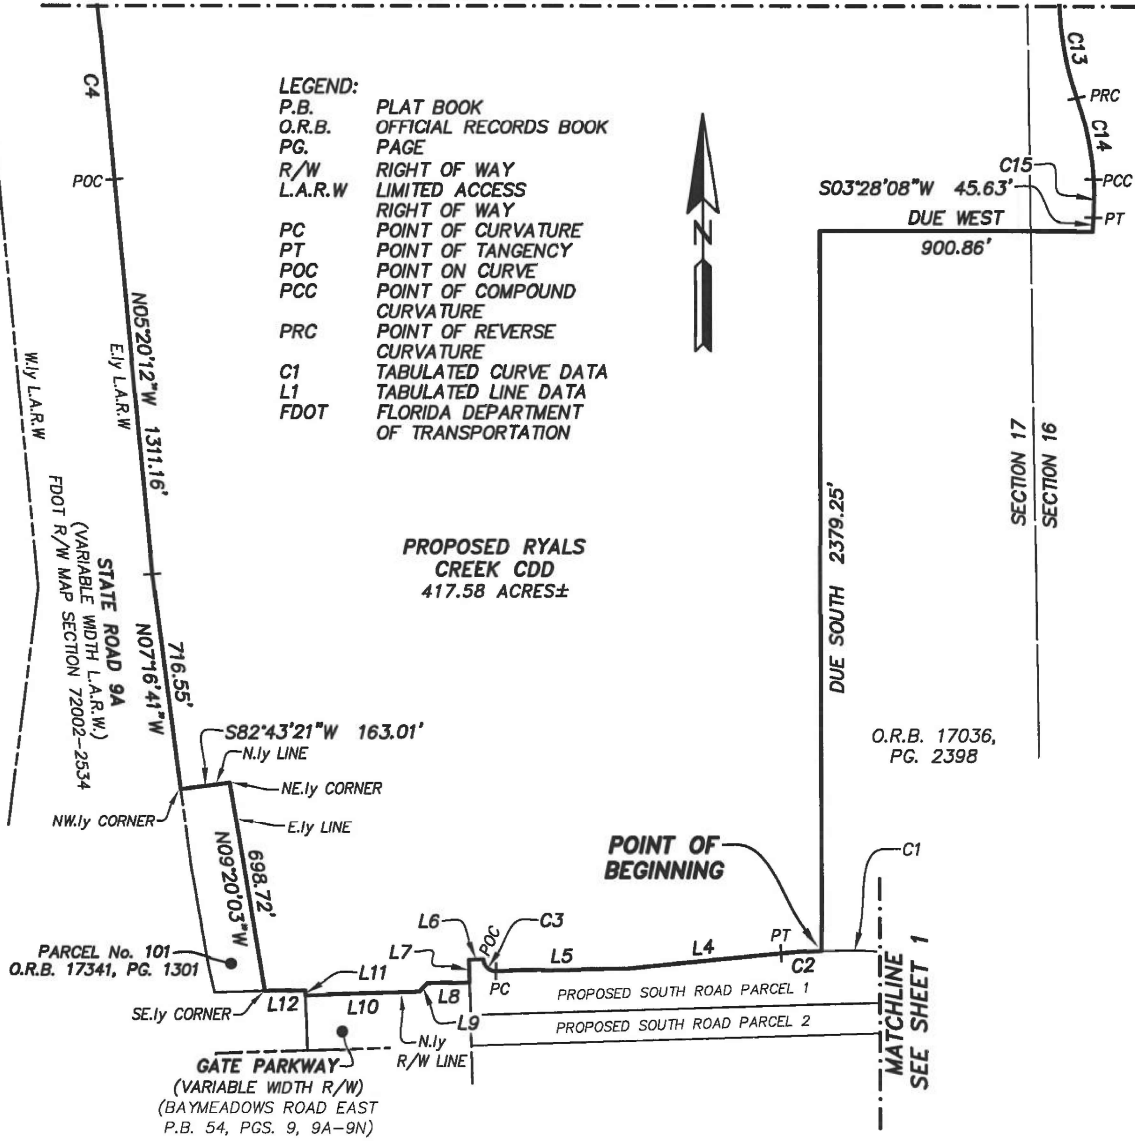 LEGEND:
P.B. PLAT BOOK
O.R.B. OFFICIAL RECORDS BOOK
PG. PAGE
R/W RIGHT OF WAY
L.A.R.W LIMITED ACCESS
RIGHT OF WAY
PC POINT OF CURVATURE
PT POINT OF TANGENCY
POC POINT ON CURVE
PCC POINT OF COMPOUND
CURVATURE
PRC POINT OF REVERSE
CURVATURE
C1 TABULATED CURVE DATA
L1 TABULATED LINE DATA
FDOT FLORIDA DEPARTMENT
OF TRANSPORTATION
N
C4
POC
N05°20'12"W 1311.16'
E.ly L.A.R.W
W.ly L.A.R.W
STATE ROAD 9A
(VARIABLE WIDTH L.A.R.W.)
FDOT R/W MAP SECTION 72002-2534
716.55'
N07°16'41"W
C13
PRC
C14
C15
PCC
S03°28'08"W 45.63'
PT
DUE WEST
900.86'
SECTION 17
SECTION 16
DUE SOUTH 2379.25'
PROPOSED RYALS
CREEK CDD
417.58 ACRES±
O.R.B. 17036,
PG. 2398
S82°43'21"W 163.01'
N.ly LINE
NE.ly CORNER
NW.ly CORNER
E.ly LINE
698.72'
N09°20'03"W
PARCEL No. 101
O.R.B. 17341, PG. 1301
SE.ly CORNER
L12
L11
L10
L9
L8
L7
L6
POC
C3
PC
L5
L4
PT
C2
POINT OF
BEGINNING
C1
PROPOSED SOUTH ROAD PARCEL 1
PROPOSED SOUTH ROAD PARCEL 2
N.ly
R/W LINE
GATE PARKWAY
(VARIABLE WIDTH R/W)
(BAYMEADOWS ROAD EAST
P.B. 54, PGS. 9, 9A-9N)
MATCHLINE
SEE SHEET 1